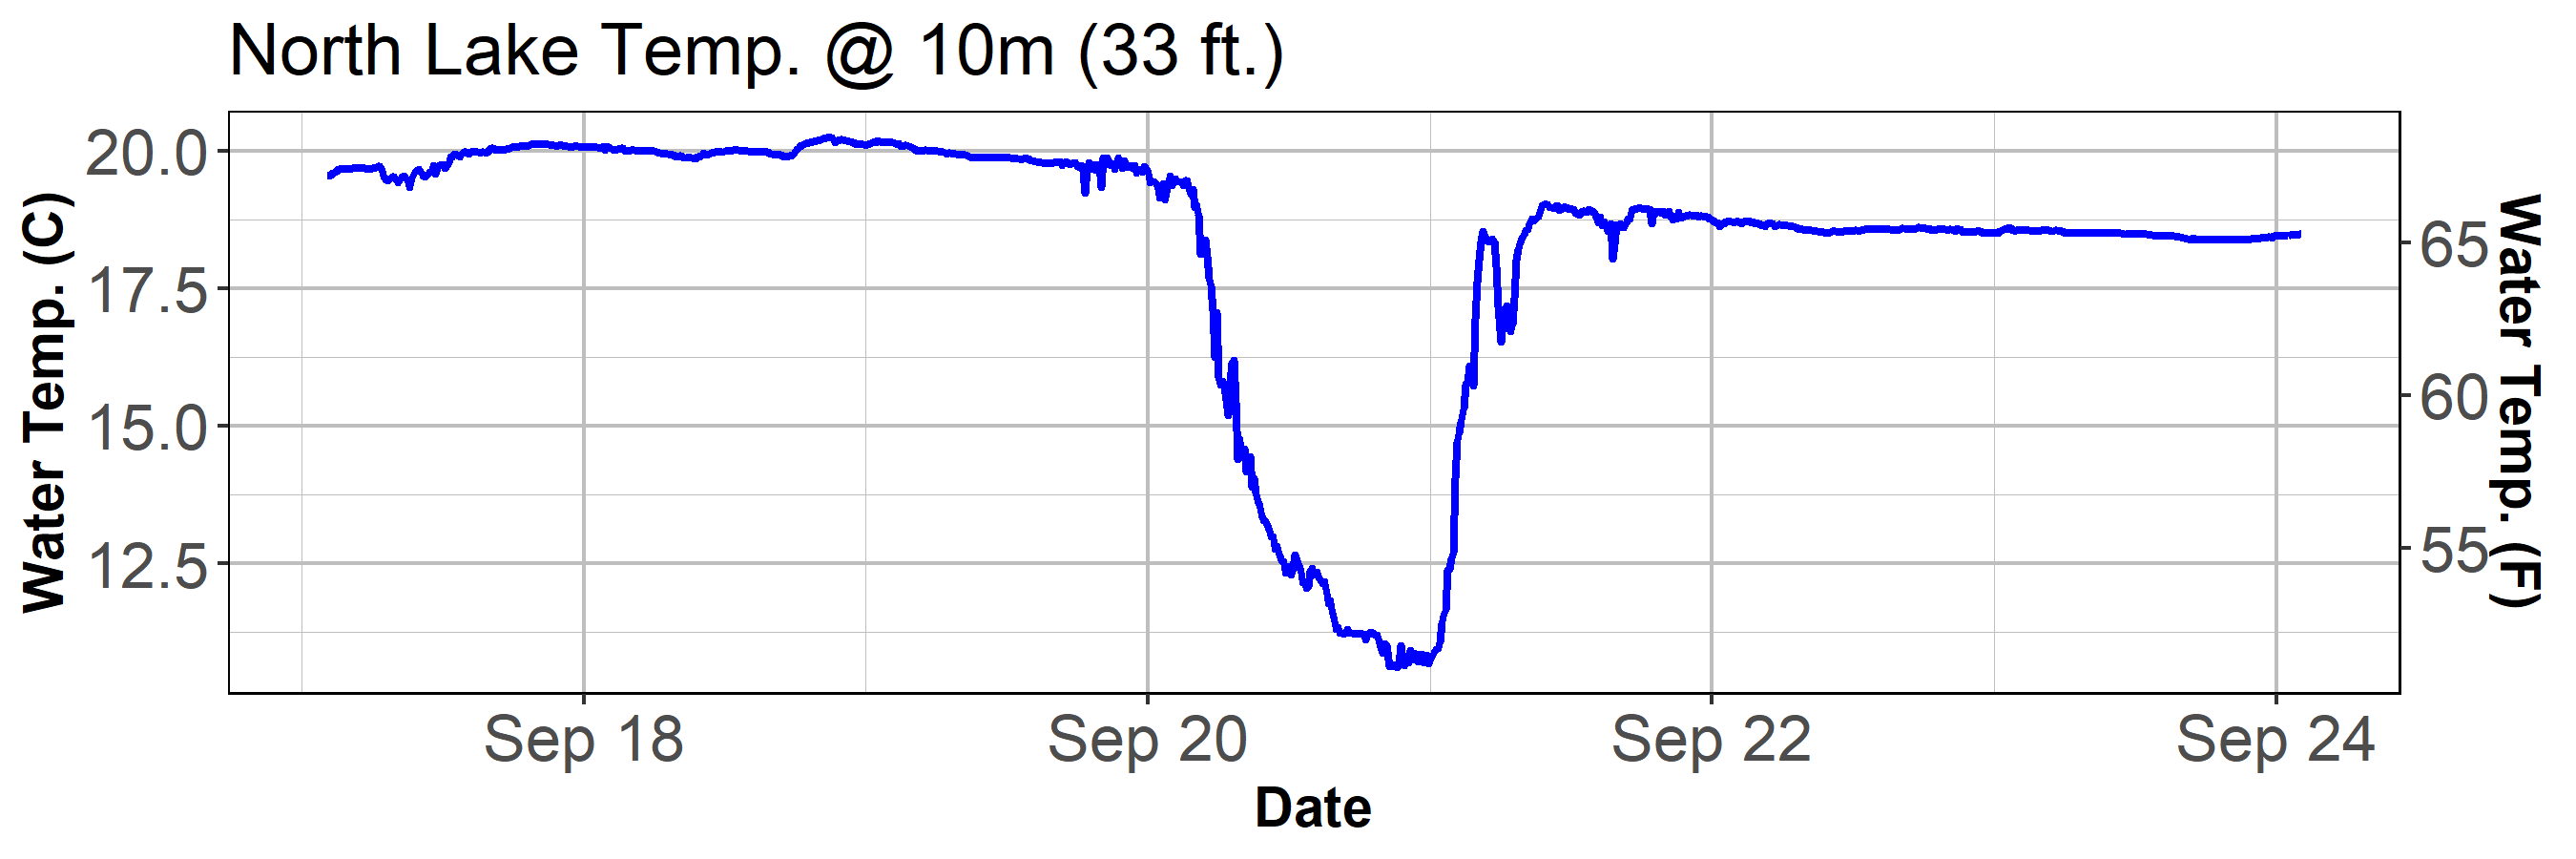 North Lake Temp. @ 10m (33 ft.)
Water Temp. (C)
20.0
17.5
15.0
12.5
65
60
55
Water Temp. (F)
Sep 18 Sep 20 Sep 22 Sep 24
Date